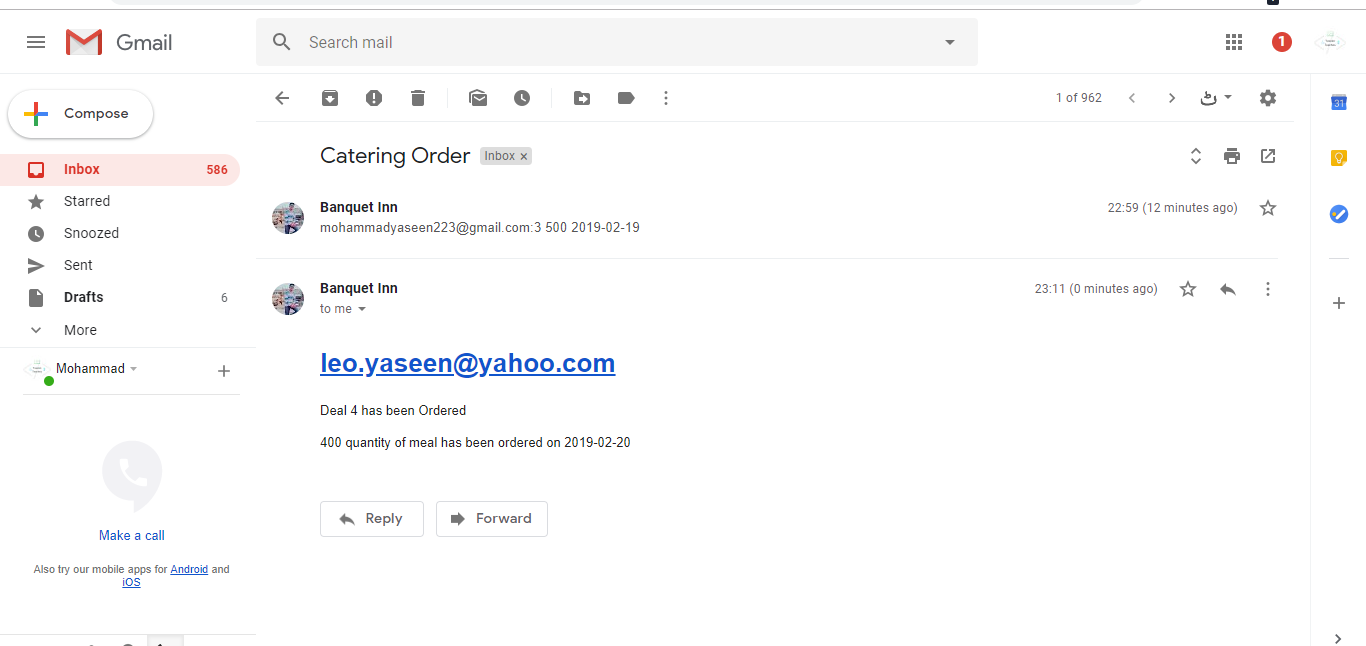 Gmail
Search mail
1
Compose
1 of 962
31
Catering Order Inbox ×
Inbox 586
Starred
Snoozed
Sent
Drafts 6
More
Mohammad
Banquet Inn 22:59 (12 minutes ago)
mohammadyaseen223@gmail.com:3 500 2019-02-19
Banquet Inn 23:11 (0 minutes ago)
to me
leo.yaseen@yahoo.com
Deal 4 has been Ordered
400 quantity of meal has been ordered on 2019-02-20
Reply Forward
Make a call
Also try our mobile apps for Android and
iOS